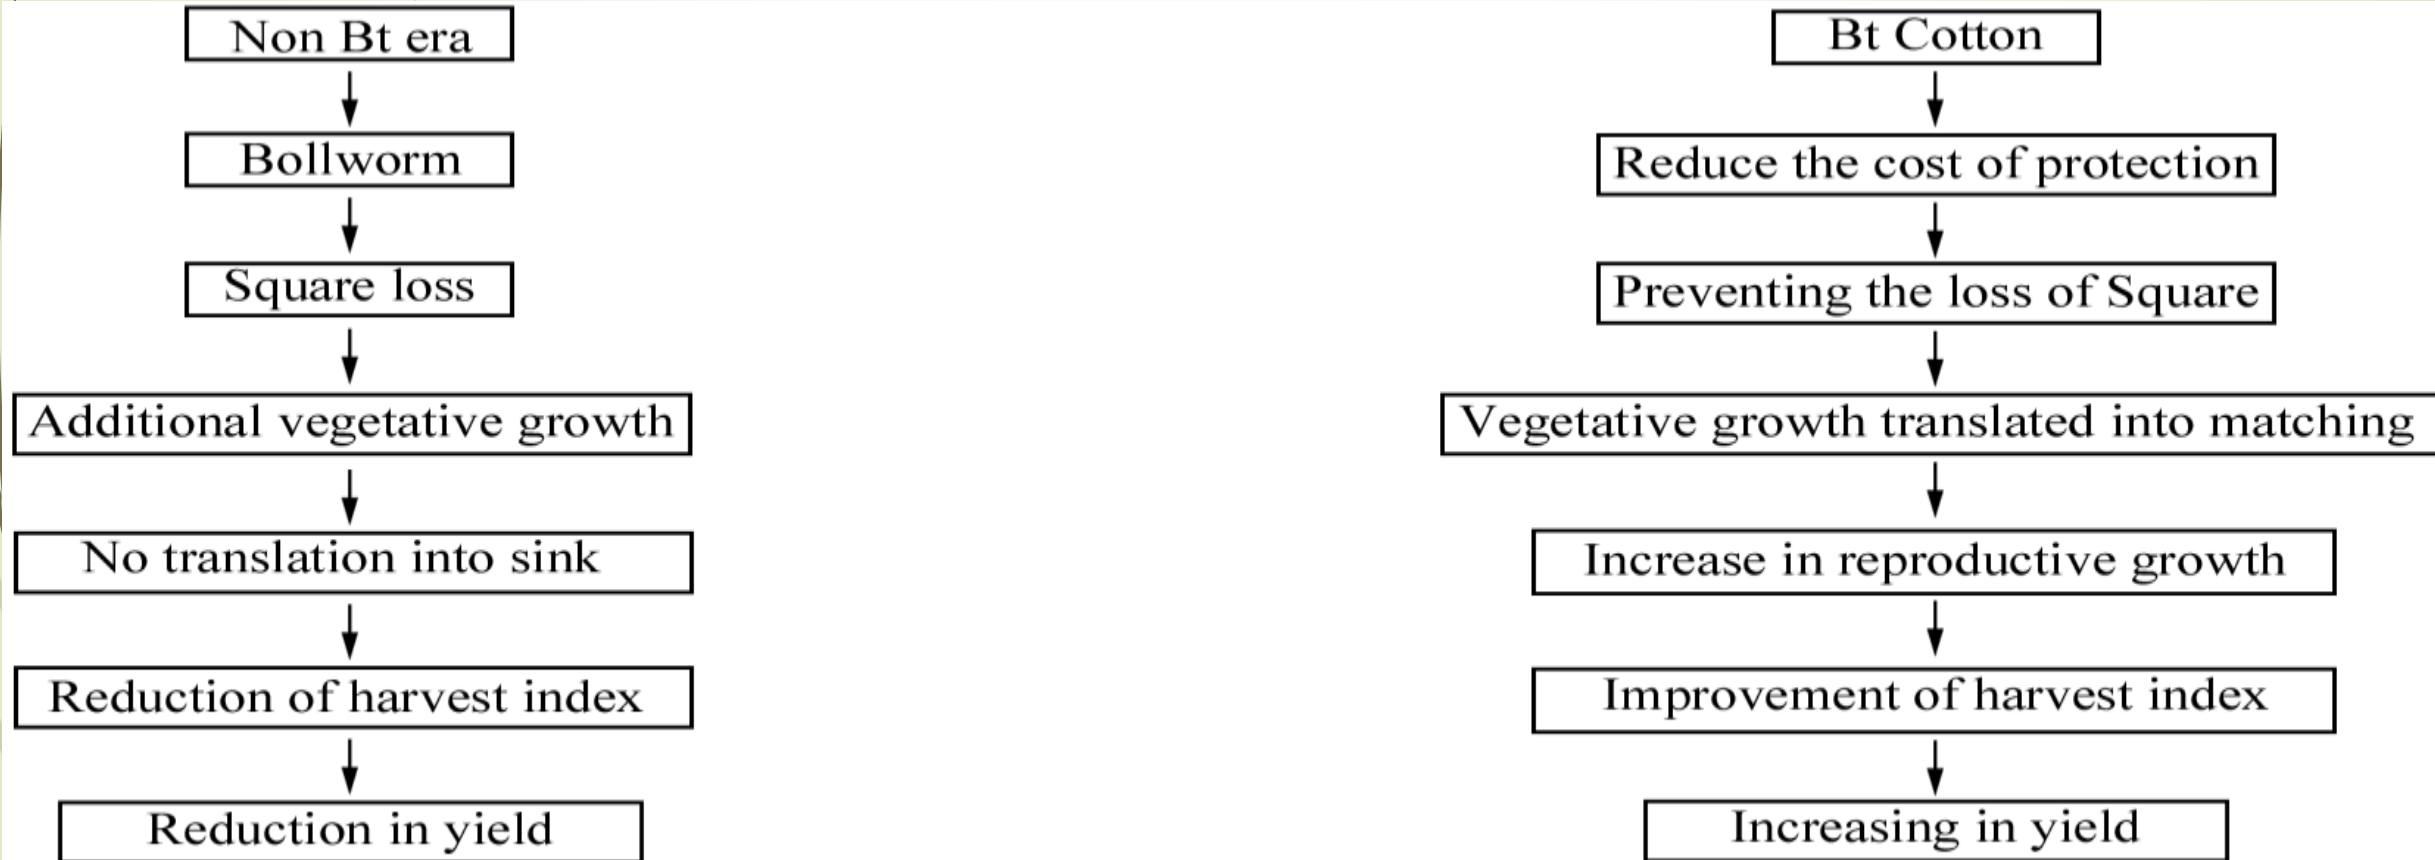 Non Bt era
Bollworm
Square loss
Additional vegetative growth
No translation into sink
Reduction of harvest index
Reduction in yield
Bt Cotton
Reduce the cost of protection
Preventing the loss of Square
Vegetative growth translated into matching
Increase in reproductive growth
Improvement of harvest index
Increasing in yield